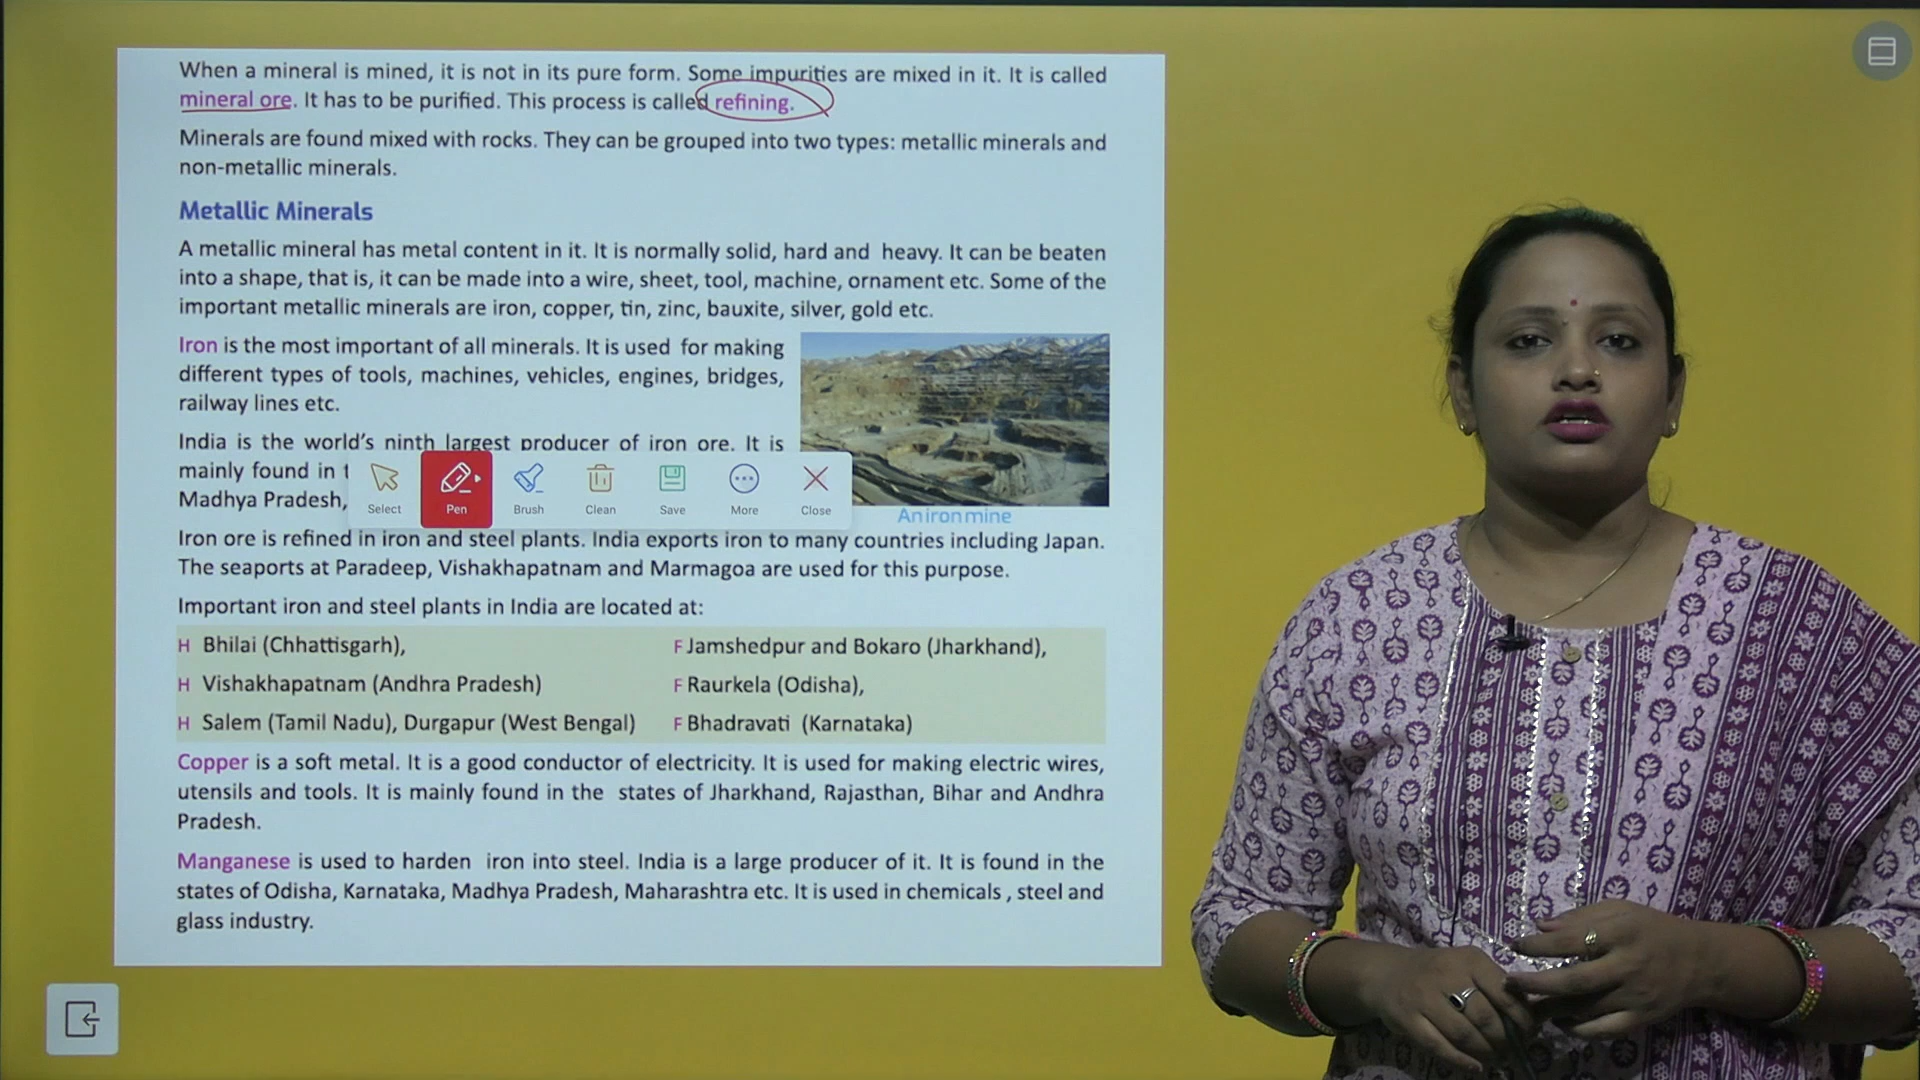 When a mineral is mined, it is not in its pure form. Some impurities are mixed in it. It is called
mineral ore. It has to be purified. This process is called refining.
Minerals are found mixed with rocks. They can be grouped into two types: metallic minerals and
non-metallic minerals.
Metallic Minerals
A metallic mineral has metal content in it. It is normally solid, hard and heavy. It can be beaten
into a shape, that is, it can be made into a wire, sheet, tool, machine, ornament etc. Some of the
important metallic minerals are iron, copper, tin, zinc, bauxite, silver, gold etc.
Iron is the most important of all minerals. It is used for making
different types of tools, machines, vehicles, engines, bridges,
railway lines etc.
India is the world's ninth largest producer of iron ore. It is
mainly found in t
Madhya Pradesh,
Select Pen Brush Clean Save More Close
An iron mine
Iron ore is refined in iron and steel plants. India exports iron to many countries including Japan.
The seaports at Paradeep, Vishakhapatnam and Marmagoa are used for this purpose.
Important iron and steel plants in India are located at:
H Bhilai (Chhattisgarh), F Jamshedpur and Bokaro (Jharkhand),
H Vishakhapatnam (Andhra Pradesh) F Raurkela (Odisha),
H Salem (Tamil Nadu), Durgapur (West Bengal) F Bhadravati (Karnataka)
Copper is a soft metal. It is a good conductor of electricity. It is used for making electric wires,
utensils and tools. It is mainly found in the states of Jharkhand, Rajasthan, Bihar and Andhra
Pradesh.
Manganese is used to harden iron into steel. India is a large producer of it. It is found in the
states of Odisha, Karnataka, Madhya Pradesh, Maharashtra etc. It is used in chemicals , steel and
glass industry.